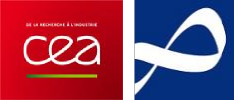 DE LA RECHERCHE À L'INDUSTRIE
cea